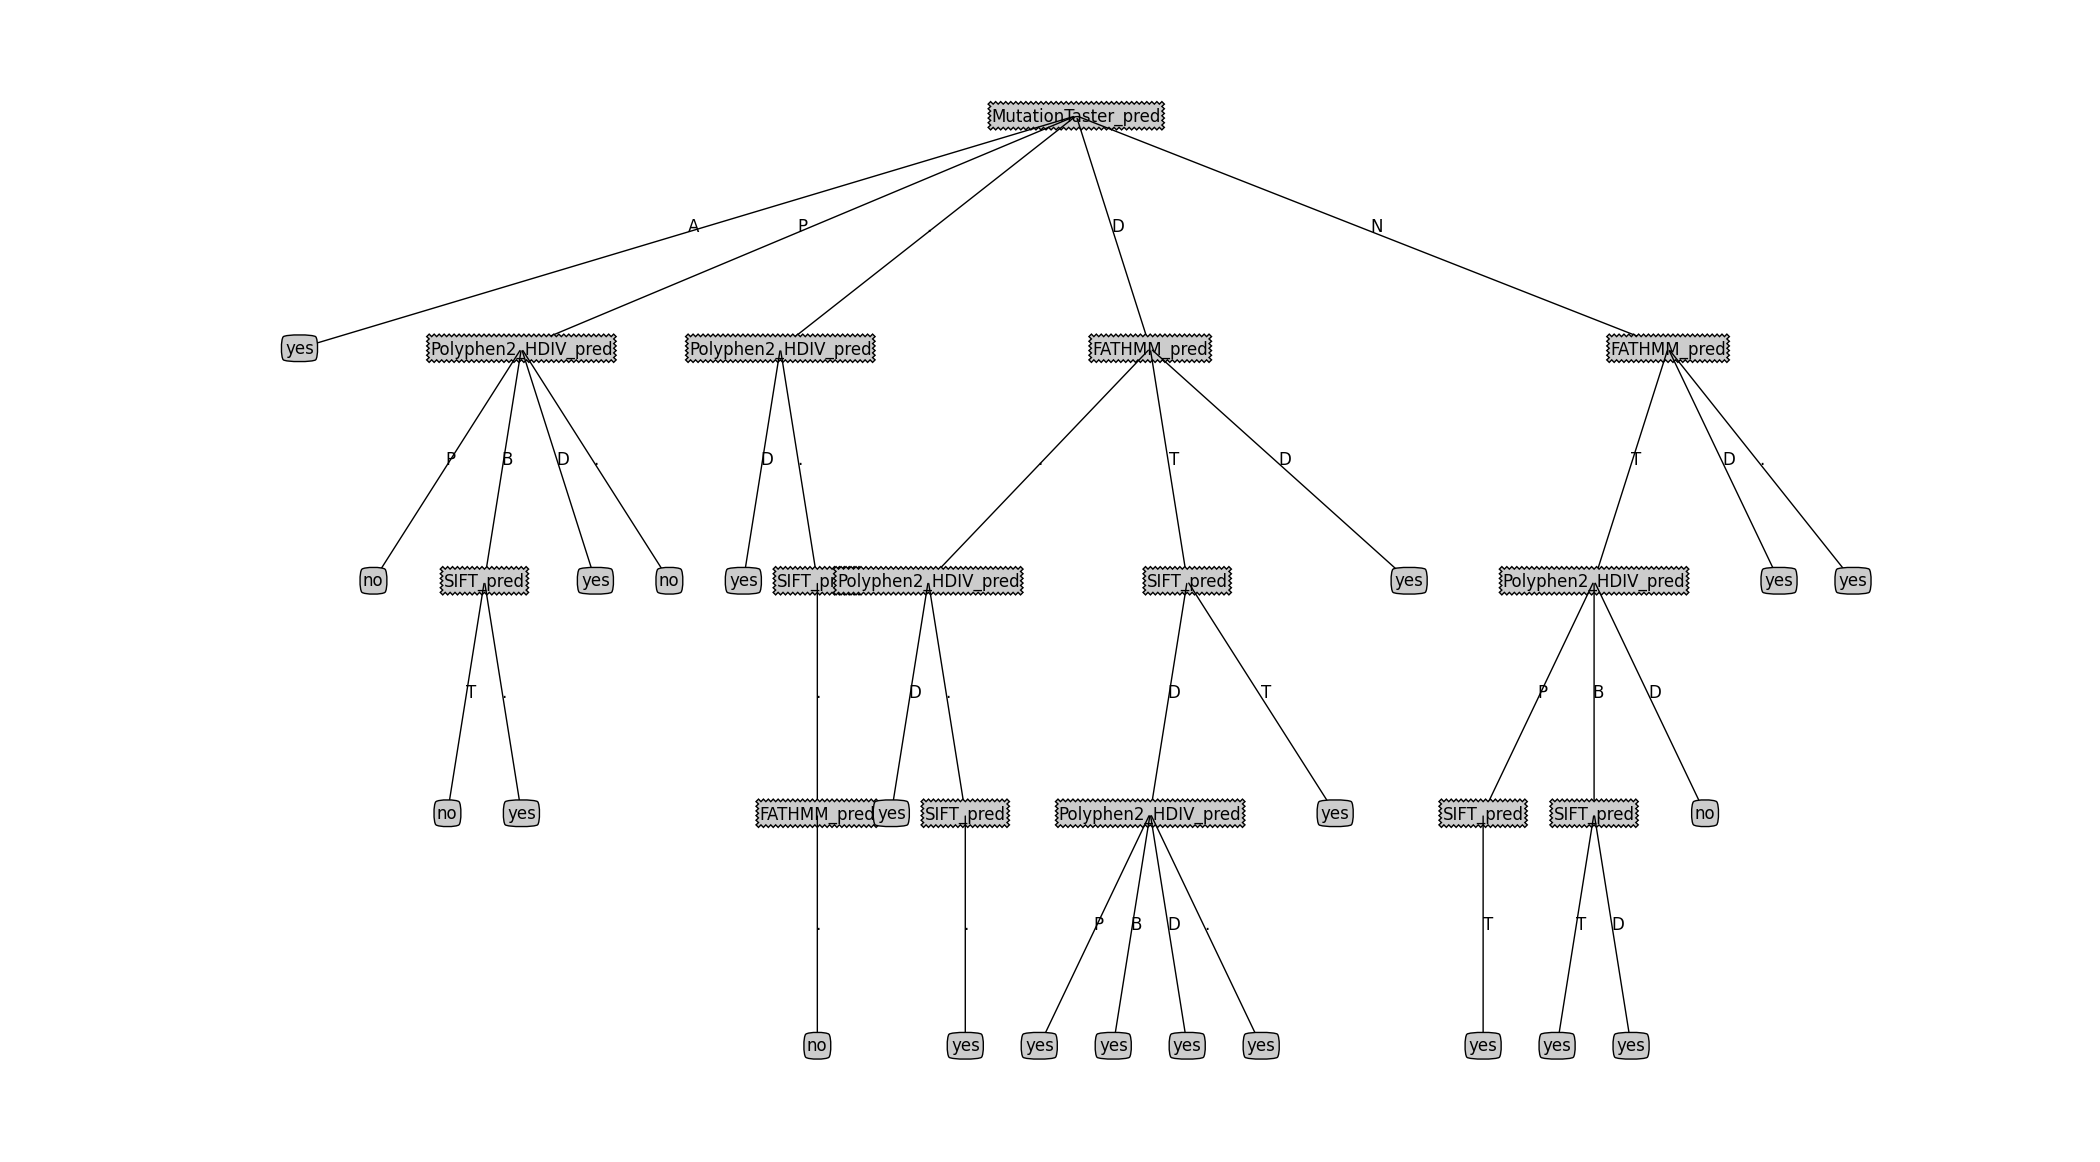 MutationTaster_pred
A P . D N
yes Polyphen2_HDIV_pred Polyphen2_HDIV_pred FATHMM_pred FATHMM_pred
P B D . D . . T D T D .
no SIFT_pred yes no yes SIFT_pr Polyphen2_HDIV_pred SIFT_pred yes Polyphen2_HDIV_pred yes yes
T . . D . D T P B D
no yes FATHMM_pred yes SIFT_pred Polyphen2_HDIV_pred yes SIFT_pred SIFT_pred no
. . P B D . T T D
no yes yes yes yes yes yes yes yes